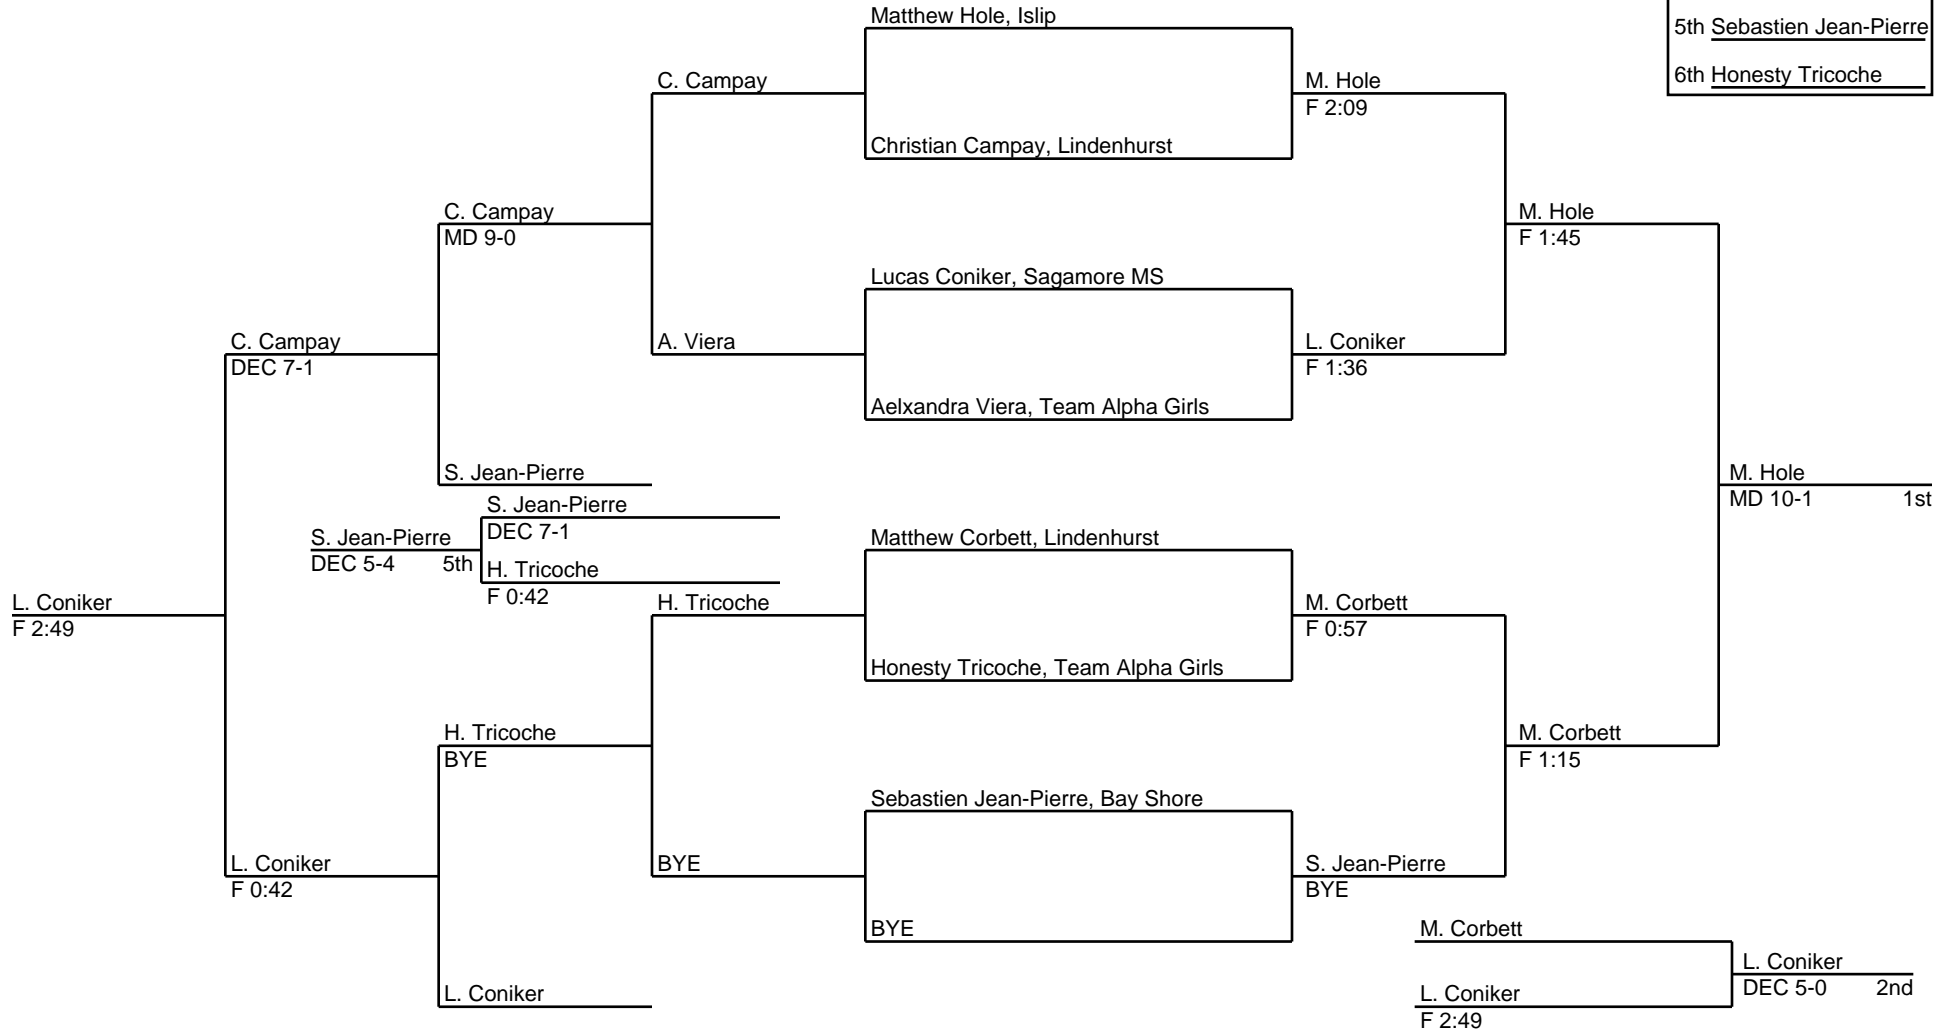 Matthew Hole, Islip
5th Sebastien Jean-Pierre
6th Honesty Tricoche
C. Campay
M. Hole
F 2:09
Christian Campay, Lindenhurst
C. Campay
MD 9-0
M. Hole
F 1:45
Lucas Coniker, Sagamore MS
C. Campay
DEC 7-1
A. Viera
L. Coniker
F 1:36
Aelxandra Viera, Team Alpha Girls
S. Jean-Pierre
M. Hole
MD 10-1 1st
S. Jean-Pierre
DEC 7-1
S. Jean-Pierre
DEC 5-4 5th
H. Tricoche
F 0:42
Matthew Corbett, Lindenhurst
L. Coniker
F 2:49
H. Tricoche
M. Corbett
F 0:57
Honesty Tricoche, Team Alpha Girls
H. Tricoche
BYE
M. Corbett
F 1:15
Sebastien Jean-Pierre, Bay Shore
L. Coniker
F 0:42
BYE
S. Jean-Pierre
BYE
BYE
M. Corbett
L. Coniker
DEC 5-0 2nd
L. Coniker
L. Coniker
F 2:49